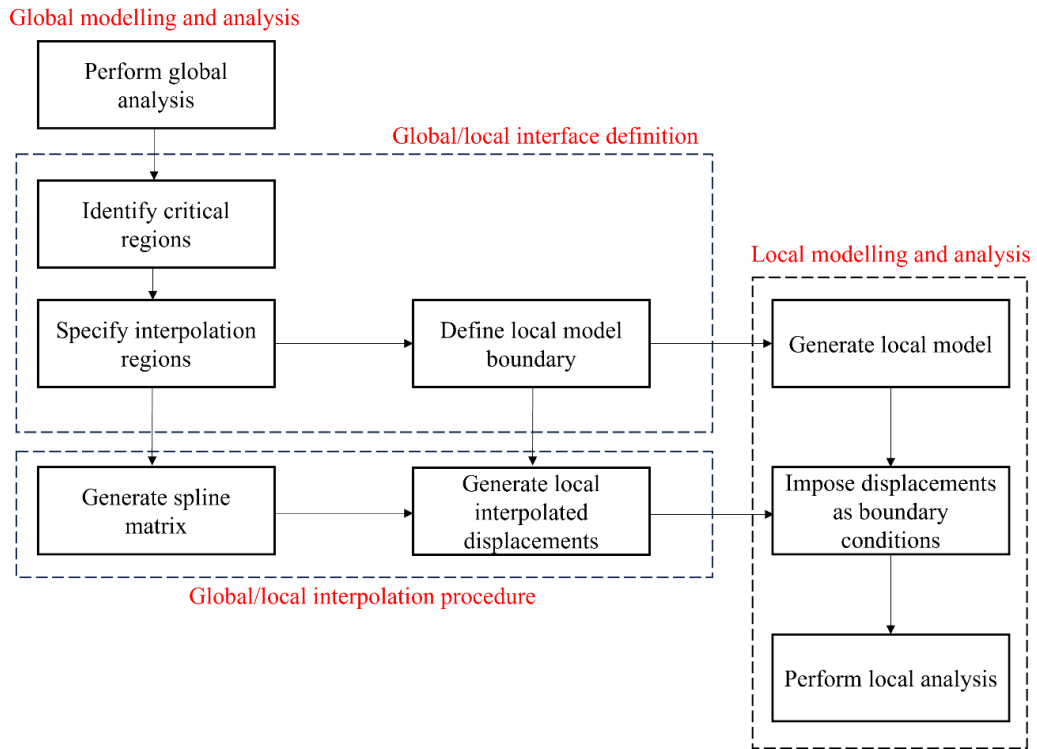 Global modelling and analysis
Perform global
analysis
Global/local interface definition
Identify critical
regions
Specify interpolation
regions
Define local model
boundary
Local modelling and analysis
Generate local model
Generate spline
matrix
Generate local
interpolated
displacements
Impose displacements
as boundary
conditions
Global/local interpolation procedure
Perform local analysis